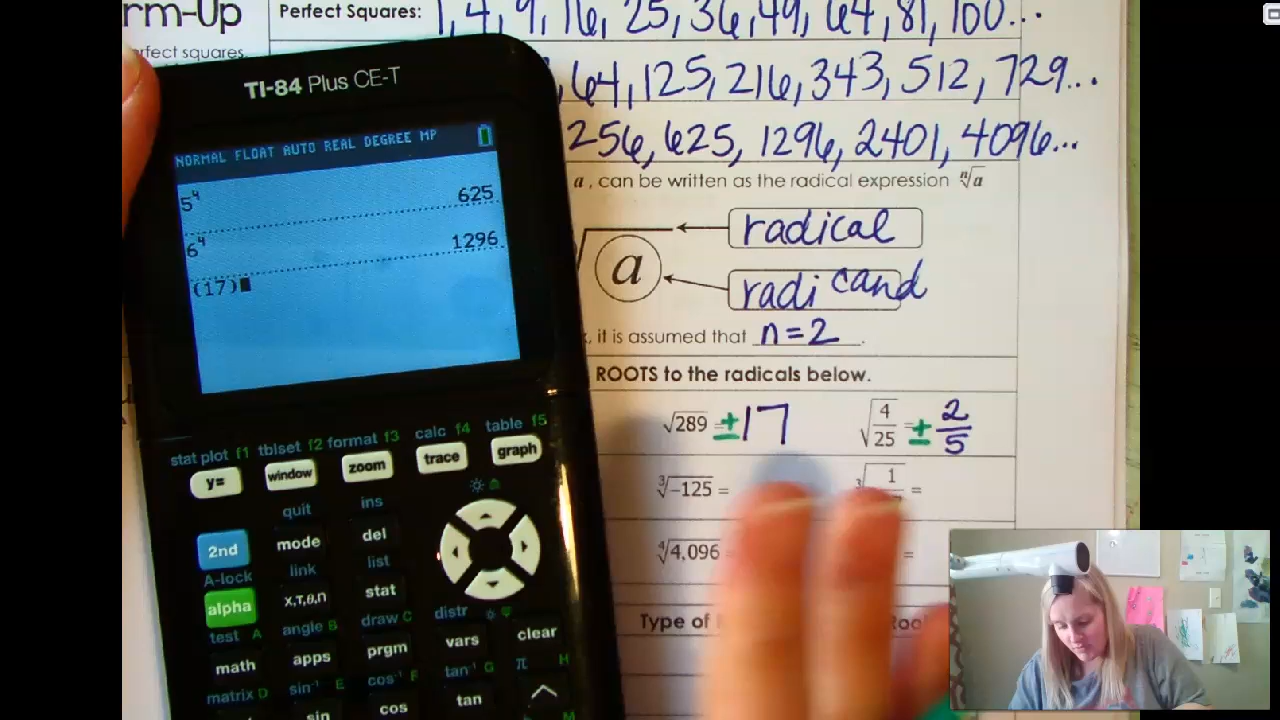 rm-Up
Perfect Squares: 1, 4, 9, 16, 25, 36, 49, 64, 81, 100...
rfect squares
, 64, 125, 216, 343, 512, 729...
256, 625, 1296, 2401, 4096...
a, can be written as the radical expression ⁿ√a
radical
a
radicand
, it is assumed that n=2.
ROOTS to the radicals below.
√289 = ±17
√4/25 = ± 2/5
³√-125 =
=
⁴√4,096 =
=
Type of
Roo
TI-84 Plus CE-T
NORMAL FLOAT AUTO REAL DEGREE MP
5⁴
625
6⁴
1296
(17)
stat plot f1 tblset f2 format f3 calc f4 table f5
y= window zoom trace graph
quit ins
2nd mode del
A-lock link list
alpha X,T,θ,n stat
test A angle B draw C distr
math apps prgm vars clear
matrix D sin⁻¹ E cos⁻¹ F tan⁻¹ G π H
sin cos tan